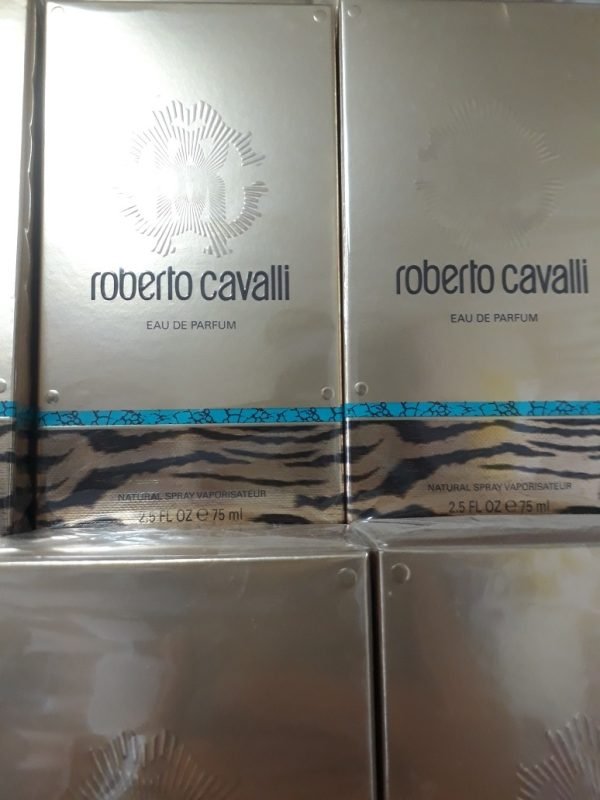 roberto cavalli
EAU DE PARFUM
NATURAL SPRAY VAPORISATEUR
2.5 FL OZ ℮ 75 ml
roberto cavalli
EAU DE PARFUM
NATURAL SPRAY VAPORISATEUR
2.5 FL OZ ℮ 75 ml